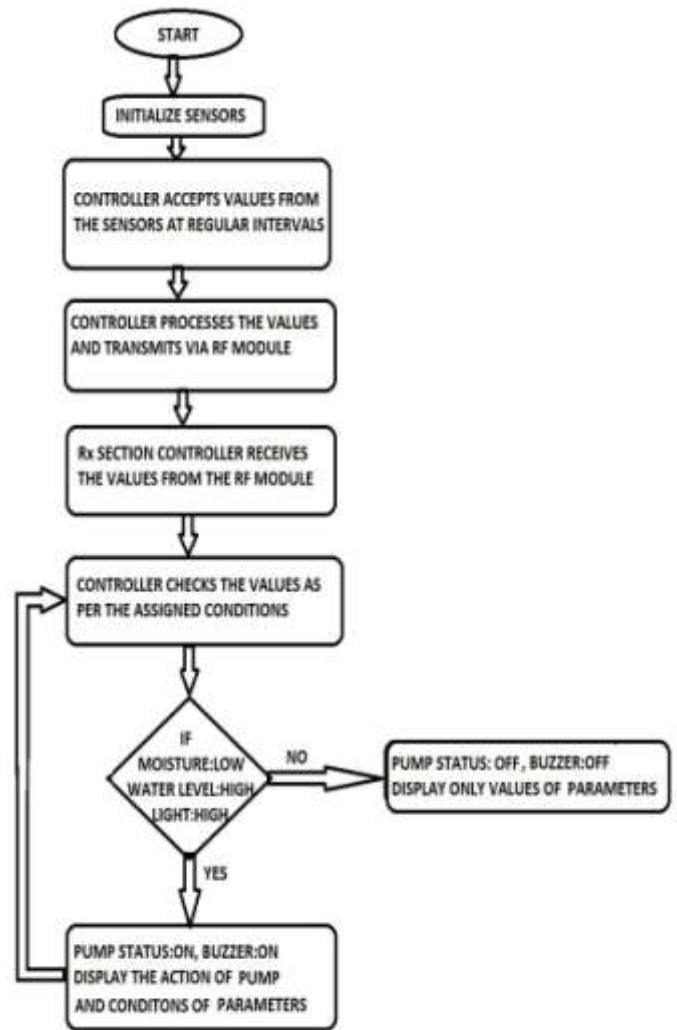 START
INITIALIZE SENSORS
CONTROLLER ACCEPTS VALUES FROM
THE SENSORS AT REGULAR INTERVALS
CONTROLLER PROCESSES THE VALUES
AND TRANSMITS VIA RF MODULE
Rx SECTION CONTROLLER RECEIVES
THE VALUES FROM THE RF MODULE
CONTROLLER CHECKS THE VALUES AS
PER THE ASSIGNED CONDITIONS
IF
MOISTURE:LOW
WATER LEVEL:HIGH
LIGHT:HIGH
NO
PUMP STATUS: OFF, BUZZER:OFF
DISPLAY ONLY VALUES OF PARAMETERS
YES
PUMP STATUS:ON, BUZZER:ON
DISPLAY THE ACTION OF PUMP
AND CONDITONS OF PARAMETERS